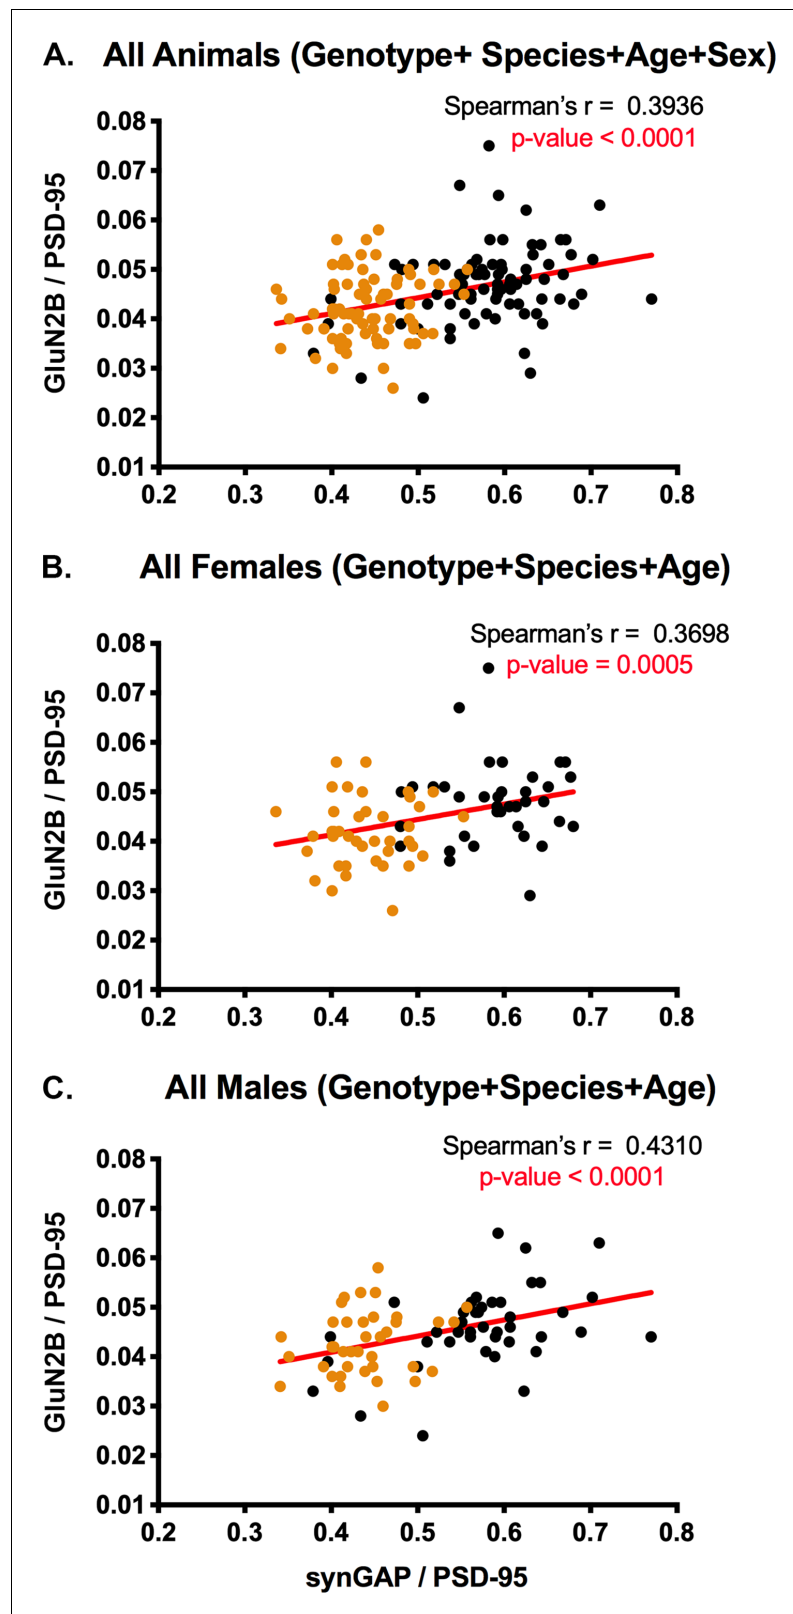 A. All Animals (Genotype+ Species+Age+Sex)
Spearman's r = 0.3936
p-value < 0.0001
0.08
0.07
0.06
0.05
0.04
0.03
0.02
0.01
GluN2B / PSD-95
0.2 0.3 0.4 0.5 0.6 0.7 0.8
B. All Females (Genotype+Species+Age)
Spearman's r = 0.3698
p-value = 0.0005
0.08
0.07
0.06
0.05
0.04
0.03
0.02
0.01
GluN2B / PSD-95
0.2 0.3 0.4 0.5 0.6 0.7 0.8
C. All Males (Genotype+Species+Age)
Spearman's r = 0.4310
p-value < 0.0001
0.08
0.07
0.06
0.05
0.04
0.03
0.02
0.01
GluN2B / PSD-95
0.2 0.3 0.4 0.5 0.6 0.7 0.8
synGAP / PSD-95